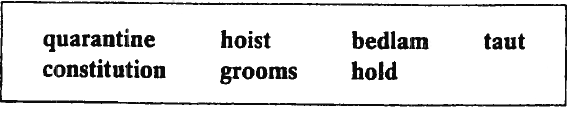 quarantine hoist bedlam taut
constitution grooms hold